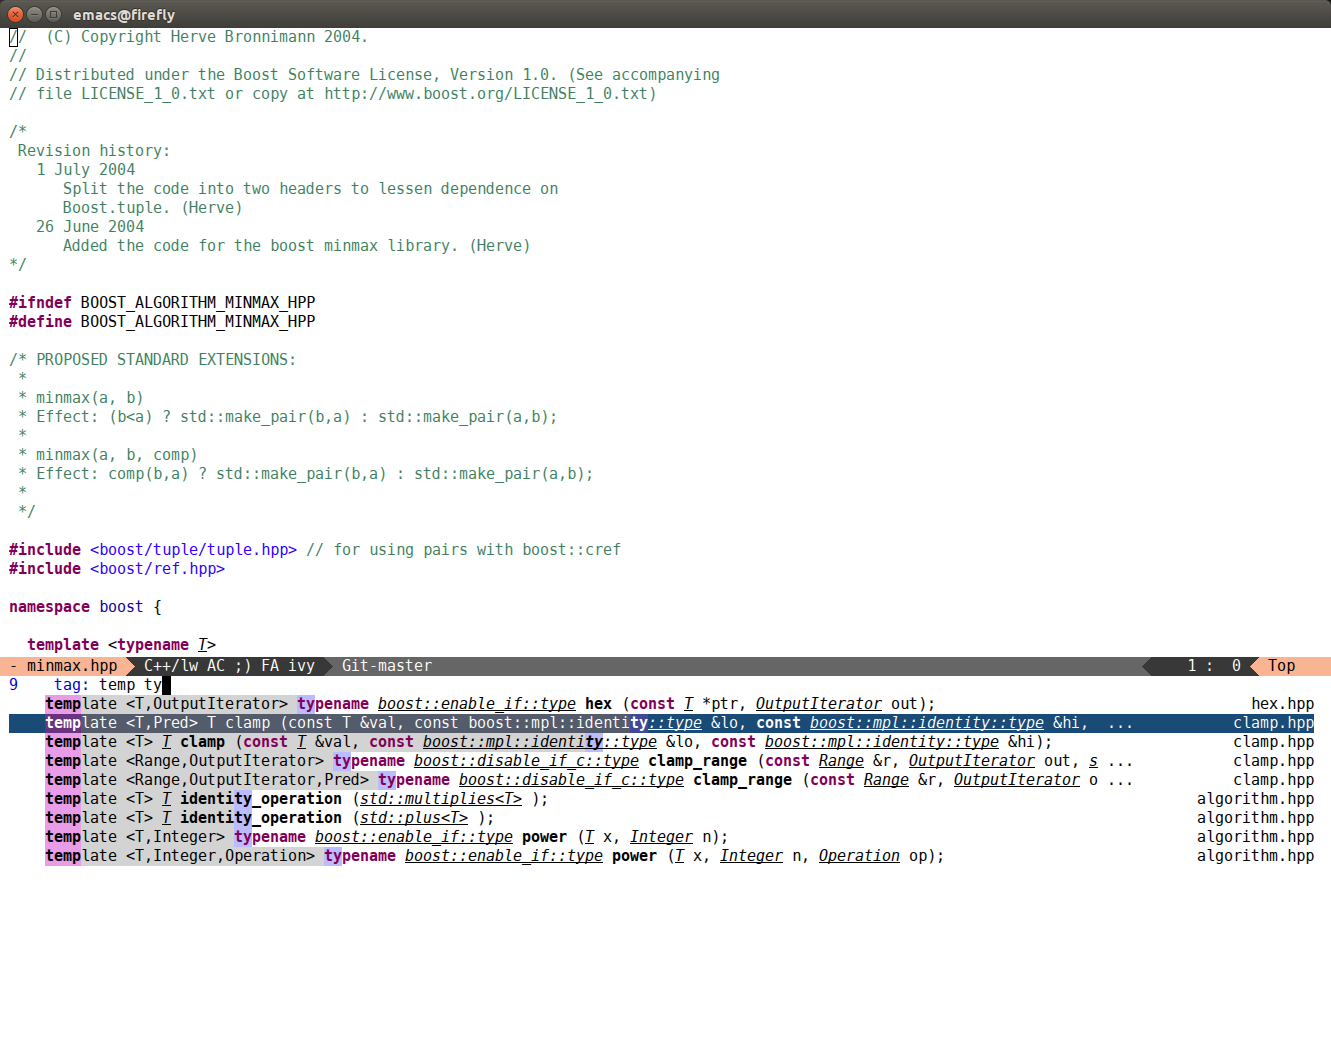 emacs@firefly
//  (C) Copyright Herve Bronnimann 2004.
//
// Distributed under the Boost Software License, Version 1.0. (See accompanying
// file LICENSE_1_0.txt or copy at http://www.boost.org/LICENSE_1_0.txt)
/*
 Revision history:
   1 July 2004
      Split the code into two headers to lessen dependence on
      Boost.tuple. (Herve)
   26 June 2004
      Added the code for the boost minmax library. (Herve)
*/
#ifndef BOOST_ALGORITHM_MINMAX_HPP
#define BOOST_ALGORITHM_MINMAX_HPP
/* PROPOSED STANDARD EXTENSIONS:
 *
 * minmax(a, b)
 * Effect: (b<a) ? std::make_pair(b,a) : std::make_pair(a,b);
 *
 * minmax(a, b, comp)
 * Effect: comp(b,a) ? std::make_pair(b,a) : std::make_pair(a,b);
 *
 */
#include <boost/tuple/tuple.hpp> // for using pairs with boost::cref
#include <boost/ref.hpp>
namespace boost {
  template <typename T>
- minmax.hpp  C++/lw AC ;) FA ivy  Git-master  1 :  0  Top
9    tag: temp ty
template <T,OutputIterator> typename boost::enable_if::type hex (const T *ptr, OutputIterator out);  hex.hpp
template <T,Pred> T clamp (const T &val, const boost::mpl::identity::type &lo, const boost::mpl::identity::type &hi,  ...  clamp.hpp
template <T> T clamp (const T &val, const boost::mpl::identity::type &lo, const boost::mpl::identity::type &hi);  clamp.hpp
template <Range,OutputIterator> typename boost::disable_if_c::type clamp_range (const Range &r, OutputIterator out, s ...  clamp.hpp
template <Range,OutputIterator,Pred> typename boost::disable_if_c::type clamp_range (const Range &r, OutputIterator o ...  clamp.hpp
template <T> T identity_operation (std::multiplies<T> );  algorithm.hpp
template <T> T identity_operation (std::plus<T> );  algorithm.hpp
template <T,Integer> typename boost::enable_if::type power (T x, Integer n);  algorithm.hpp
template <T,Integer,Operation> typename boost::enable_if::type power (T x, Integer n, Operation op);  algorithm.hpp